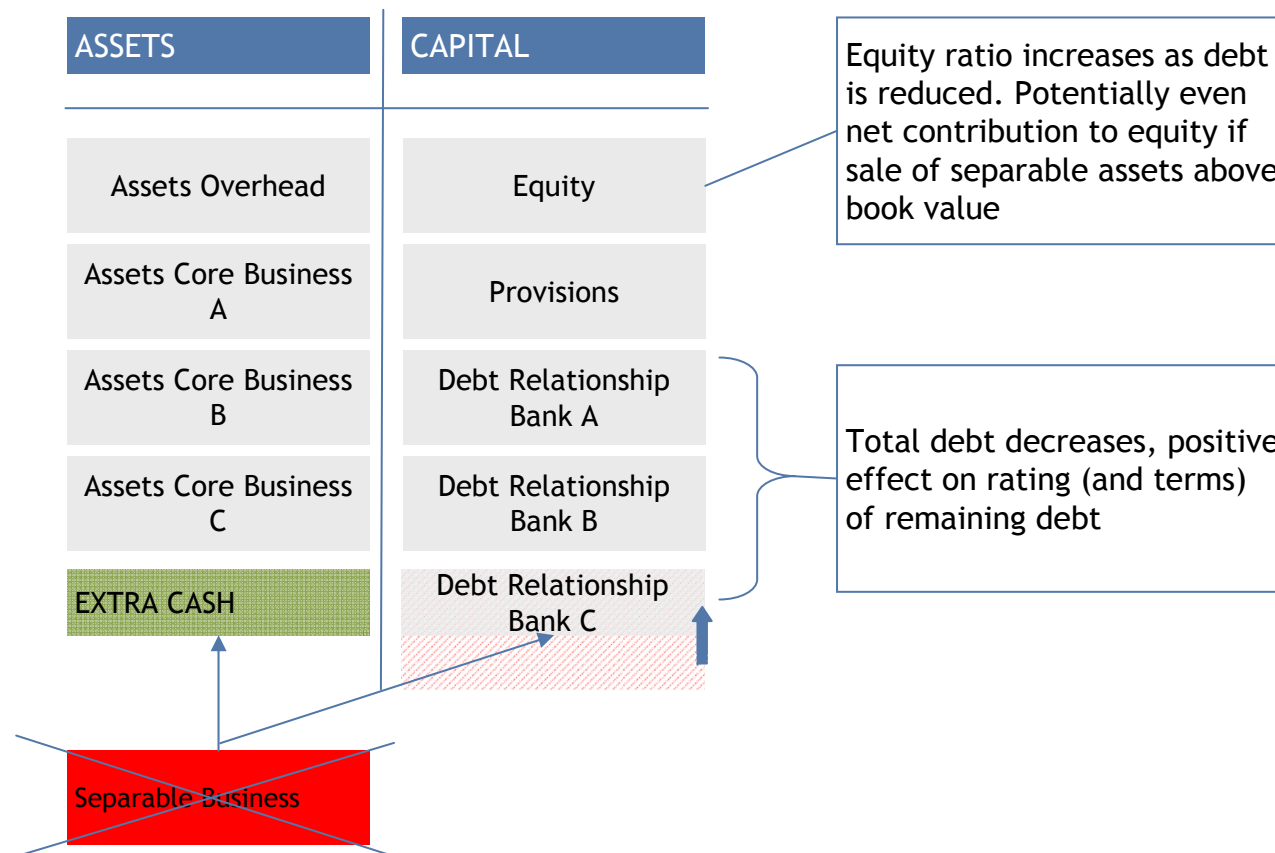 ASSETS
CAPITAL
Equity ratio increases as debt
is reduced. Potentially even
net contribution to equity if
sale of separable assets above
book value
Assets Overhead
Equity
Assets Core Business
A
Provisions
Assets Core Business
B
Debt Relationship
Bank A
Total debt decreases, positive
effect on rating (and terms)
of remaining debt
Assets Core Business
C
Debt Relationship
Bank B
EXTRA CASH
Debt Relationship
Bank C
Separable Business